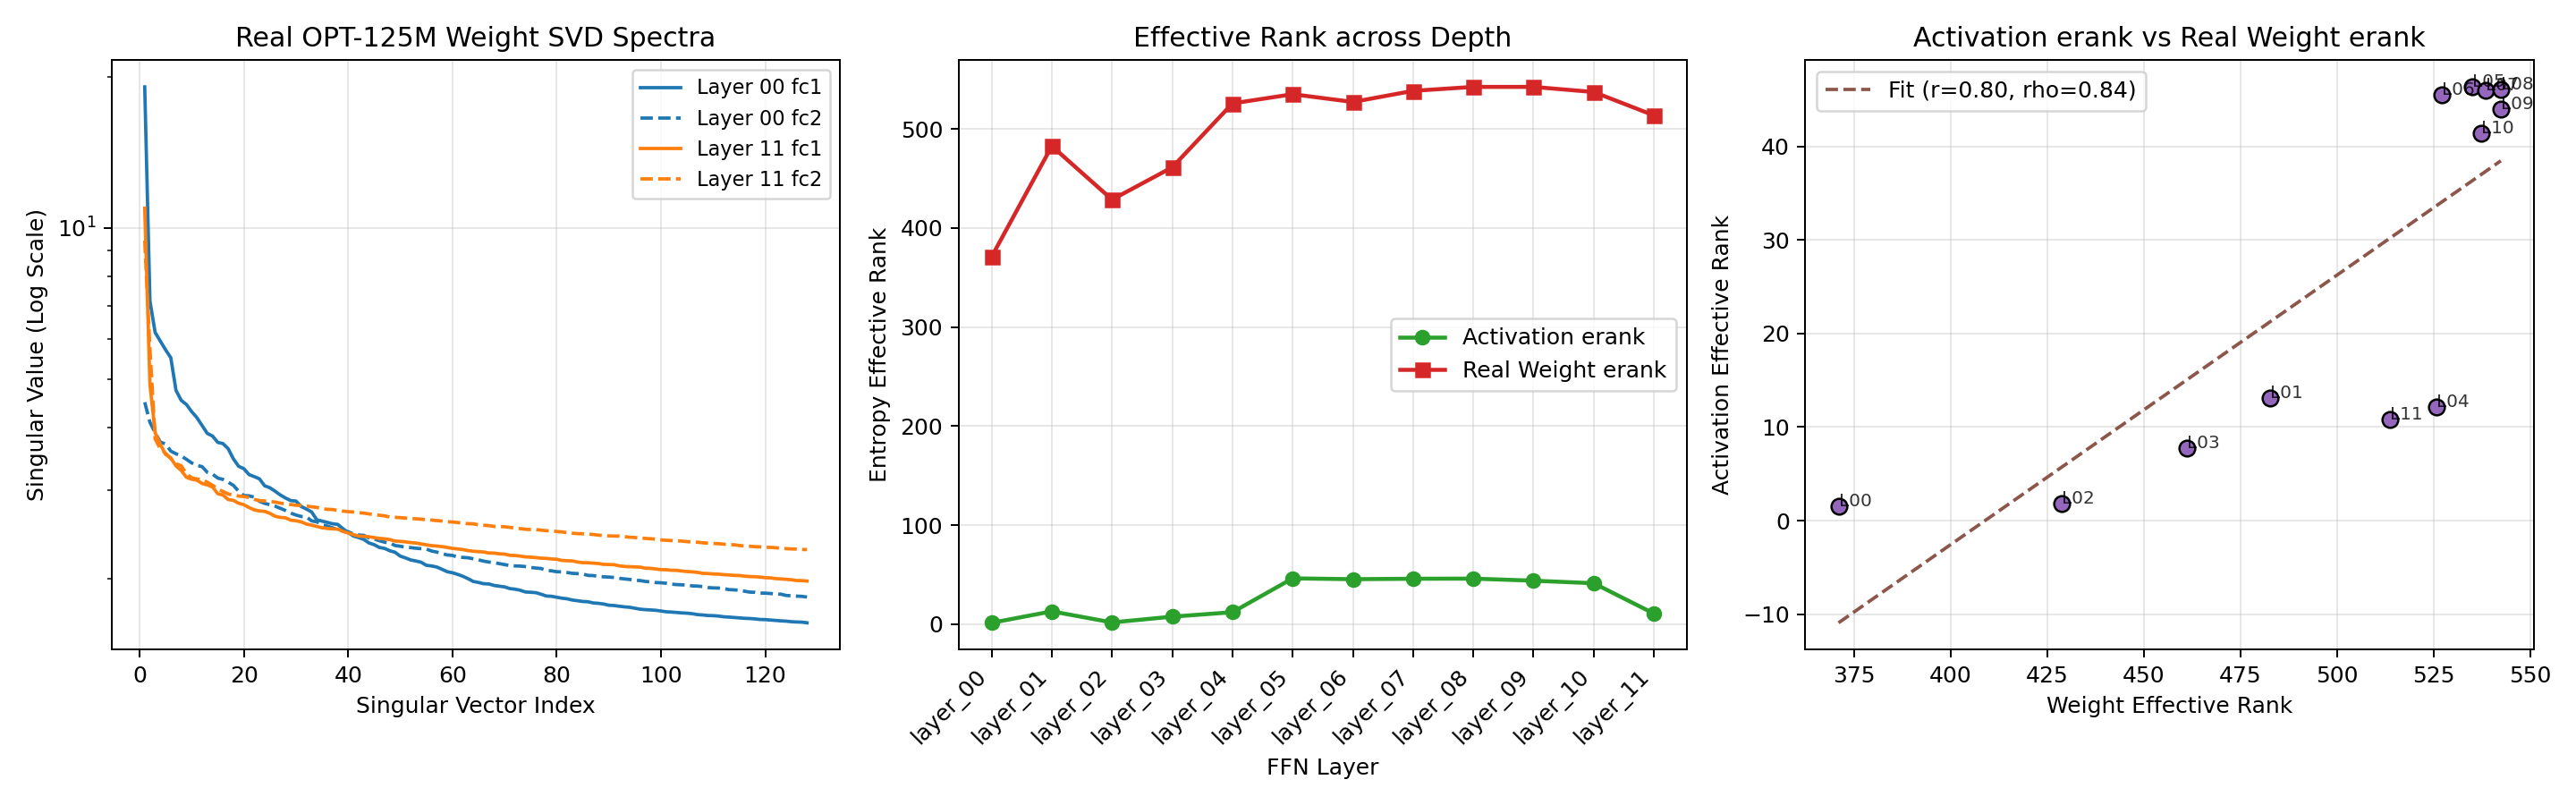 Real OPT-125M Weight SVD Spectra
Singular Value (Log Scale)
10^1
Layer 00 fc1
Layer 00 fc2
Layer 11 fc1
Layer 11 fc2
0 20 40 60 80 100 120
Singular Vector Index
Effective Rank across Depth
Entropy Effective Rank
500
400
300
200
100
0
Activation erank
Real Weight erank
layer_00
layer_01
layer_02
layer_03
layer_04
layer_05
layer_06
layer_07
layer_08
layer_09
layer_10
layer_11
FFN Layer
Activation erank vs Real Weight erank
Activation Effective Rank
Fit (r=0.80, rho=0.84)
40
30
20
10
0
−10
L05
L08
L09
L10
L01
L11
L04
L03
L02
L00
375 400 425 450 475 500 525 550
Weight Effective Rank